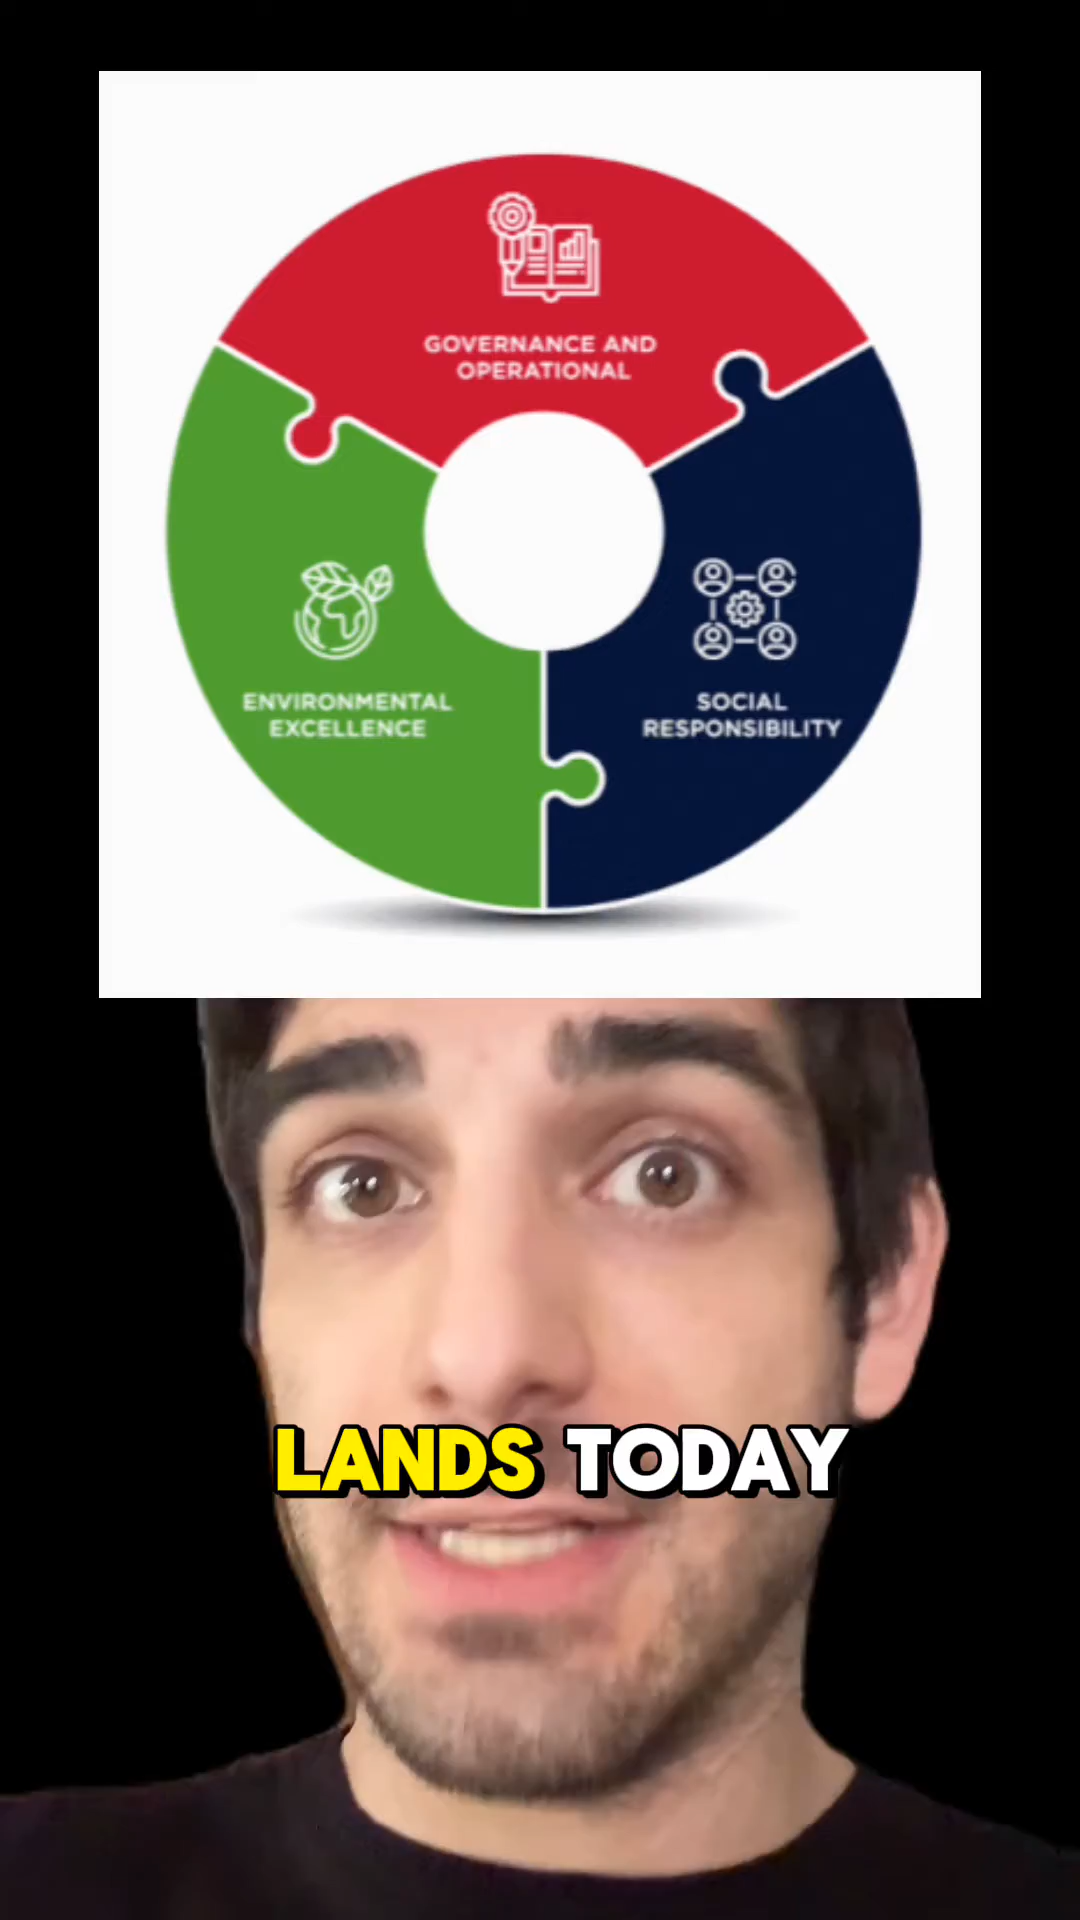 GOVERNANCE AND
OPERATIONAL
ENVIRONMENTAL
EXCELLENCE
SOCIAL
RESPONSIBILITY
LANDS TODAY